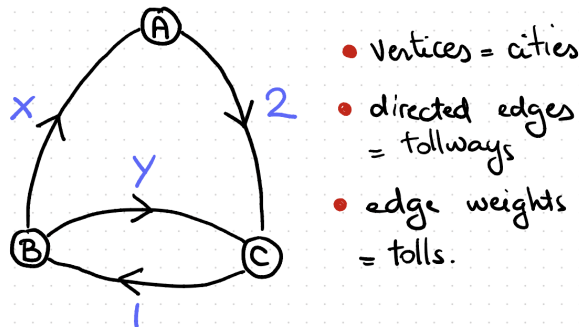 A
X
2
• vertices = cities
• directed edges
= tollways
y
• edge weights
= tolls.
B
C
1